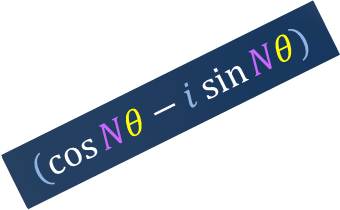 (cos Nθ − i sin Nθ)